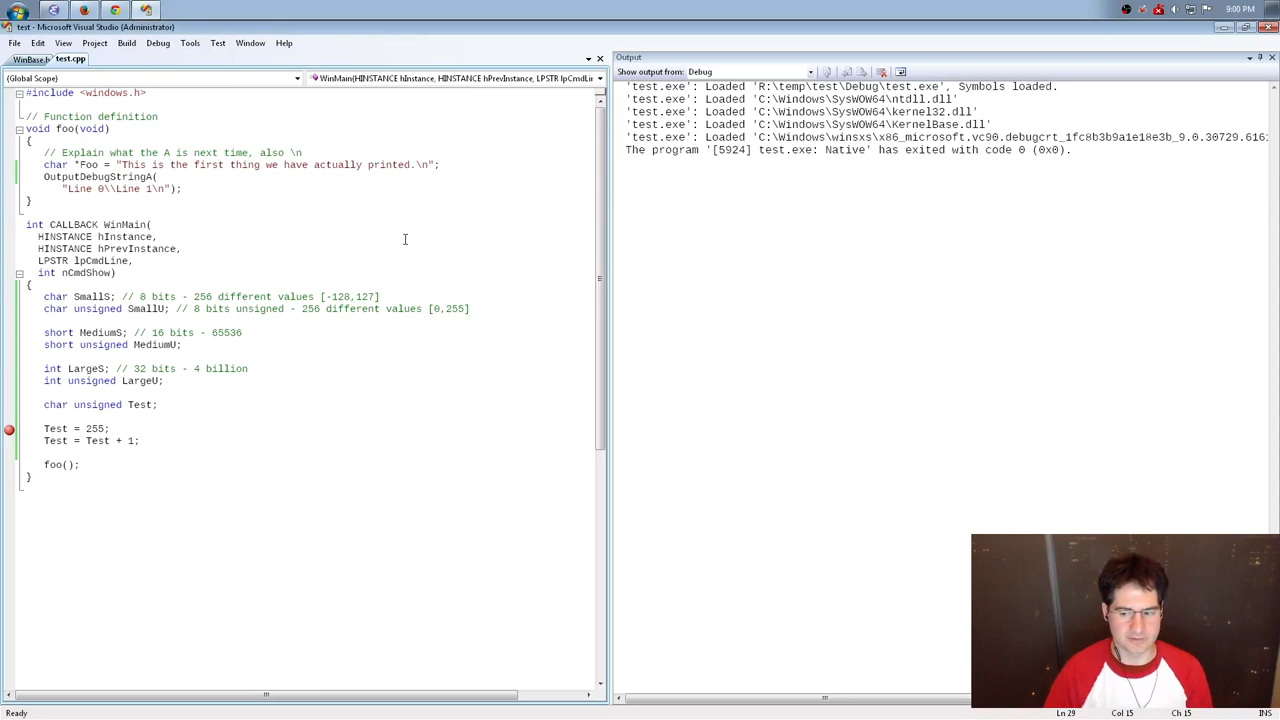 9:00 PM
test - Microsoft Visual Studio (Administrator)
File Edit View Project Build Debug Tools Test Window Help
WinBase.h test.cpp
(Global Scope)
WinMain(HINSTANCE hInstance, HINSTANCE hPrevInstance, LPSTR lpCmdLin
#include <windows.h>
// Function definition
void foo(void)
{
// Explain what the A is next time, also \n
char *Foo = "This is the first thing we have actually printed.\n";
OutputDebugStringA(
"Line 0\\Line 1\n");
}
int CALLBACK WinMain(
HINSTANCE hInstance,
HINSTANCE hPrevInstance,
LPSTR lpCmdLine,
int nCmdShow)
{
char SmallS; // 8 bits - 256 different values [-128,127]
char unsigned SmallU; // 8 bits unsigned - 256 different values [0,255]
short MediumS; // 16 bits - 65536
short unsigned MediumU;
int LargeS; // 32 bits - 4 billion
int unsigned LargeU;
char unsigned Test;
Test = 255;
Test = Test + 1;
foo();
}
Output
Show output from: Debug
'test.exe': Loaded 'R:\temp\test\Debug\test.exe', Symbols loaded.
'test.exe': Loaded 'C:\Windows\SysWOW64\ntdll.dll'
'test.exe': Loaded 'C:\Windows\SysWOW64\kernel32.dll'
'test.exe': Loaded 'C:\Windows\SysWOW64\KernelBase.dll'
'test.exe': Loaded 'C:\Windows\winsxs\x86_microsoft.vc90.debugcrt_1fc8b3b9a1e18e3b_9.0.30729.6161
The program '[5924] test.exe: Native' has exited with code 0 (0x0).
Ready
Ln 29 Col 15 Ch 15 INS